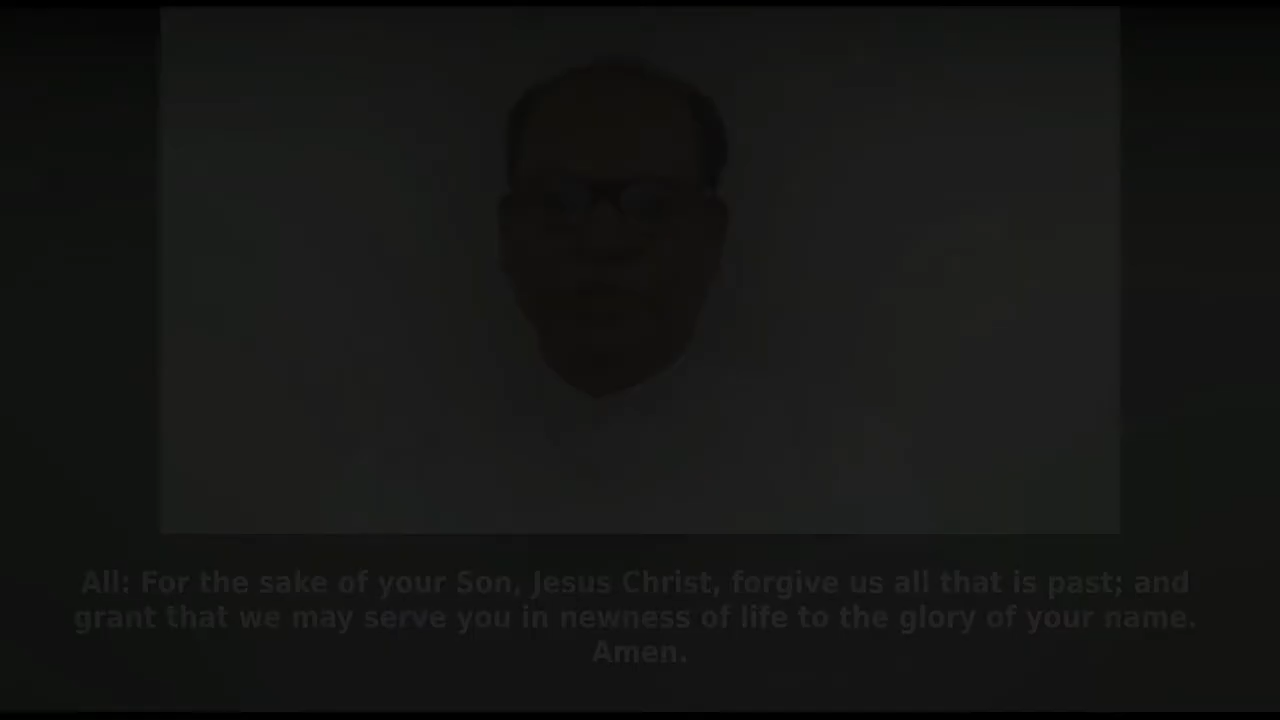 All: For the sake of your Son, Jesus Christ, forgive us all that is past; and
grant that we may serve you in newness of life to the glory of your name.
Amen.